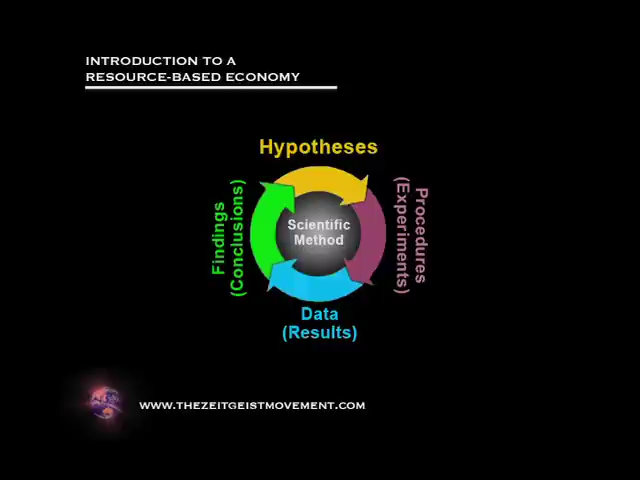 INTRODUCTION TO A
RESOURCE-BASED ECONOMY
Hypotheses
Procedures
(Experiments)
Scientific
Method
Findings
(Conclusions)
Data
(Results)
WWW.THEZEITGEISTMOVEMENT.COM